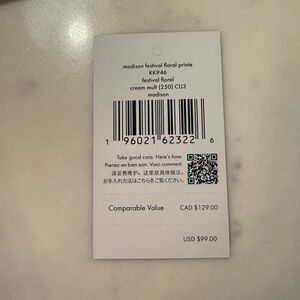 madison festival floral printe
KK946
festival floral
cream mult (250) CU3
madison
1 96021 62322 6
Take good care. Here's how.
Prenez-en bien soin. Voici comment
请妥善维护。这里是具体做法。
お手入れ方法はこちらをご覧ください
Comparable Value CAD $129.00
USD $99.00